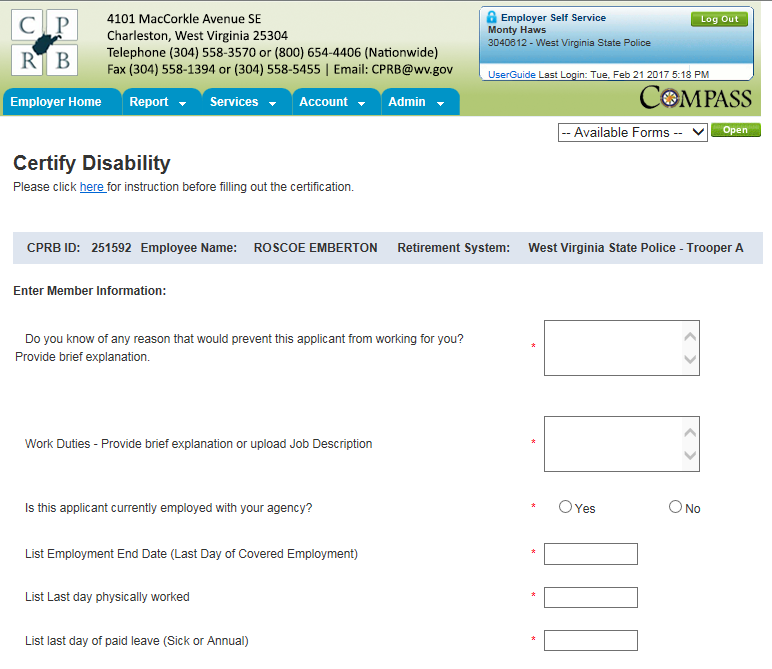 C P
R B
4101 MacCorkle Avenue SE
Charleston, West Virginia 25304
Telephone (304) 558-3570 or (800) 654-4406 (Nationwide)
Fax (304) 558-1394 or (304) 558-5455 | Email: CPRB@wv.gov
Employer Self Service
Log Out
Monty Haws
3040612 - West Virginia State Police
UserGuide Last Login: Tue, Feb 21 2017 5:18 PM
COMPASS
Employer Home Report Services Account Admin
-- Available Forms -- Open
Certify Disability
Please click here for instruction before filling out the certification.
CPRB ID: 251592 Employee Name: ROSCOE EMBERTON Retirement System: West Virginia State Police - Trooper A
Enter Member Information:
Do you know of any reason that would prevent this applicant from working for you?
Provide brief explanation. *
Work Duties - Provide brief explanation or upload Job Description *
Is this applicant currently employed with your agency? * Yes No
List Employment End Date (Last Day of Covered Employment) *
List Last day physically worked *
List last day of paid leave (Sick or Annual) *